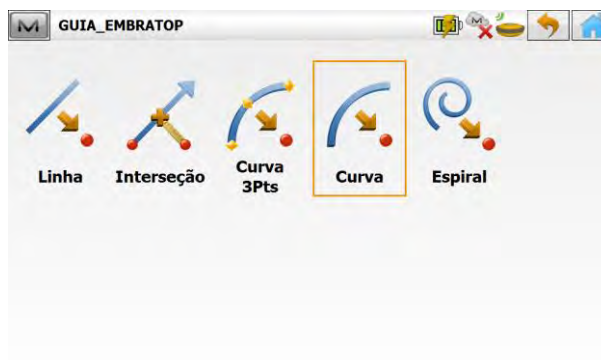 GUIA_EMBRATOP
Linha
Interseção
Curva
3Pts
Curva
Espiral